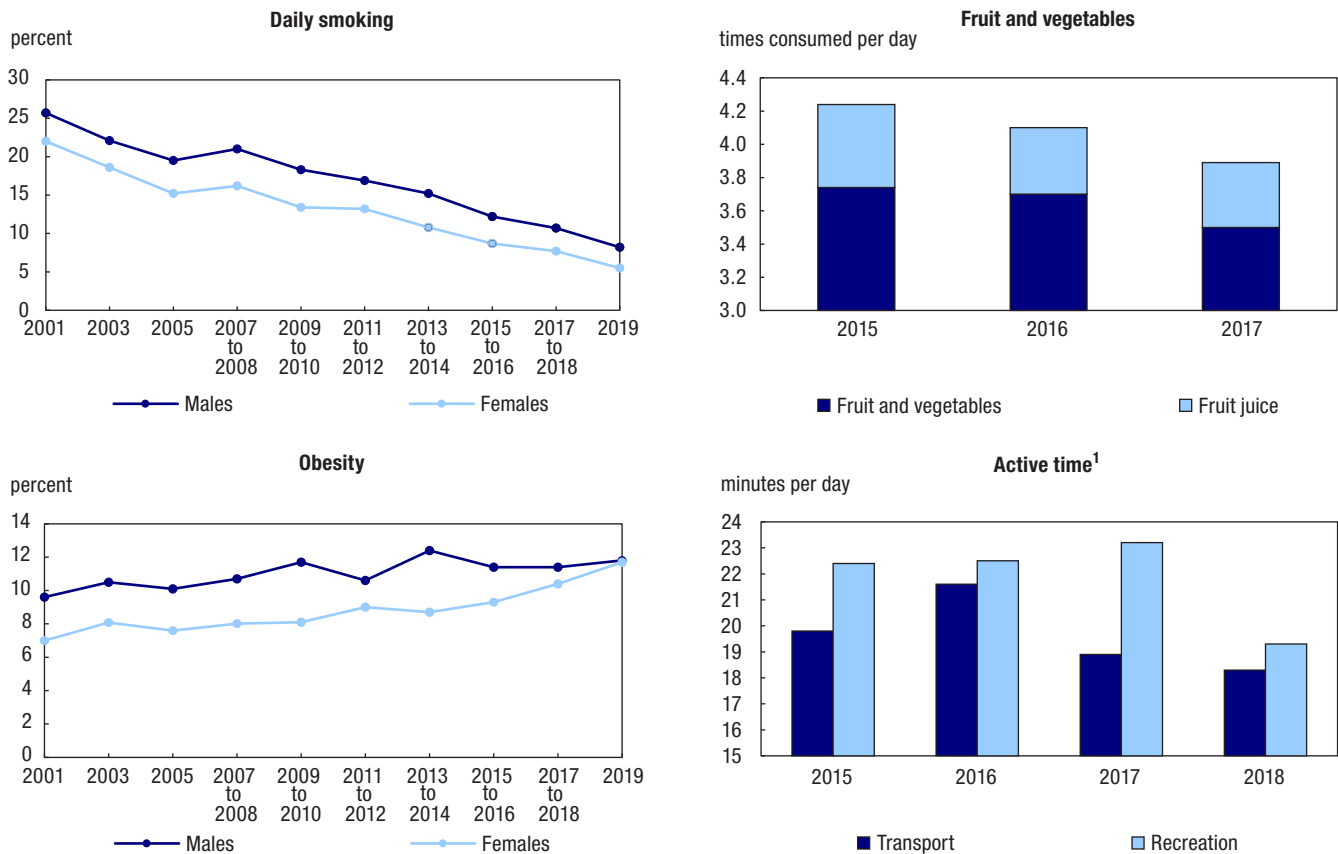 Daily smoking
percent
30
25
20
15
10
5
0
2001 2003 2005 2007 2009 2011 2013 2015 2017 2019
to to to to to to
2008 2010 2012 2014 2016 2018
Males Females
Fruit and vegetables
times consumed per day
4.4
4.2
4.0
3.8
3.6
3.4
3.2
3.0
2015 2016 2017
Fruit and vegetables Fruit juice
Obesity
percent
14
12
10
8
6
4
2
0
2001 2003 2005 2007 2009 2011 2013 2015 2017 2019
to to to to to to
2008 2010 2012 2014 2016 2018
Males Females
Active time¹
minutes per day
24
23
22
21
20
19
18
17
16
15
2015 2016 2017 2018
Transport Recreation